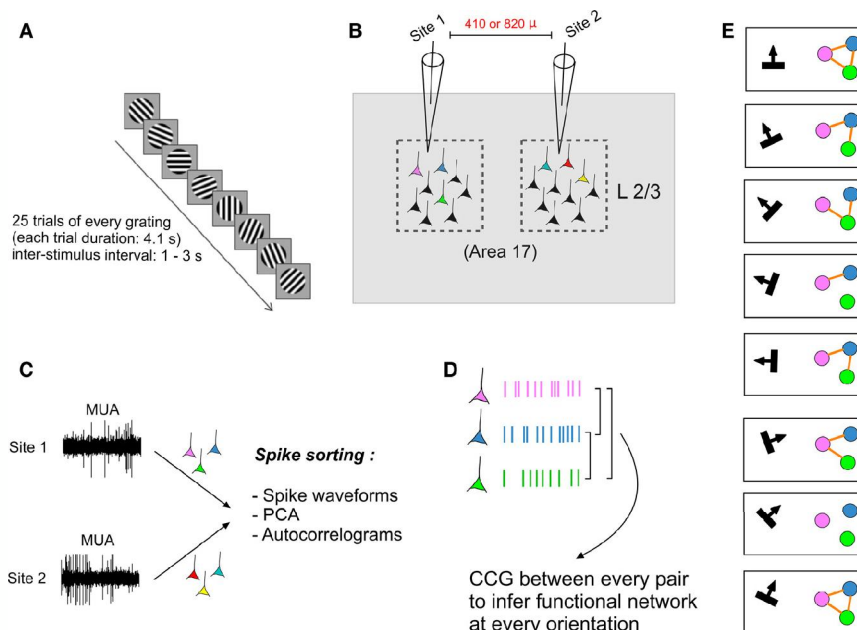 A
25 trials of every grating
(each trial duration: 4.1 s)
inter-stimulus interval: 1 - 3 s
B
Site 1
410 or 820 μ
Site 2
L 2/3
(Area 17)
C
MUA
Site 1
MUA
Site 2
Spike sorting :
- Spike waveforms
- PCA
- Autocorrelograms
D
CCG between every pair
to infer functional network
at every orientation
E